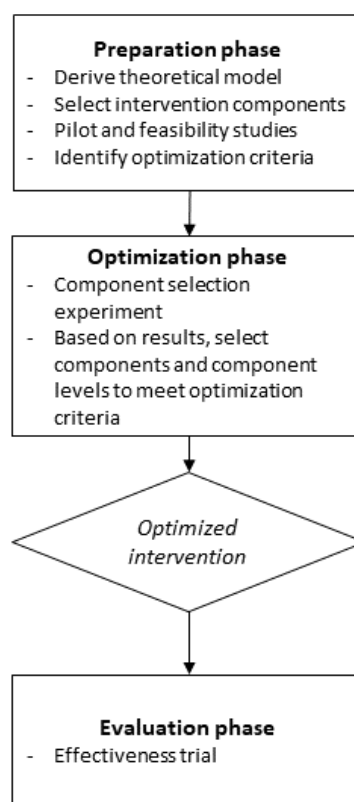 Preparation phase
- Derive theoretical model
- Select intervention components
- Pilot and feasibility studies
- Identify optimization criteria
Optimization phase
- Component selection
experiment
- Based on results, select
components and component
levels to meet optimization
criteria
Optimized
intervention
Evaluation phase
- Effectiveness trial